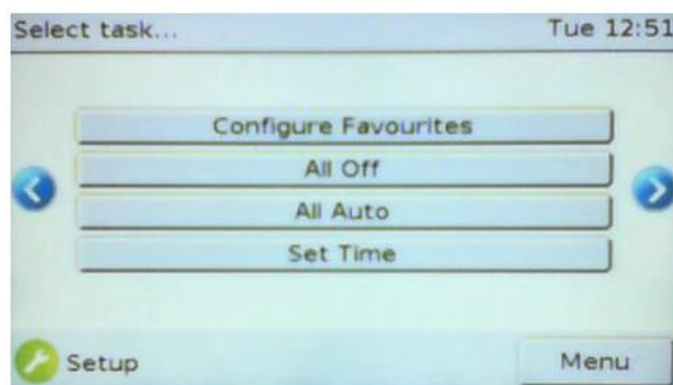 Select task... Tue 12:51
Configure Favourites
All Off
All Auto
Set Time
Setup Menu